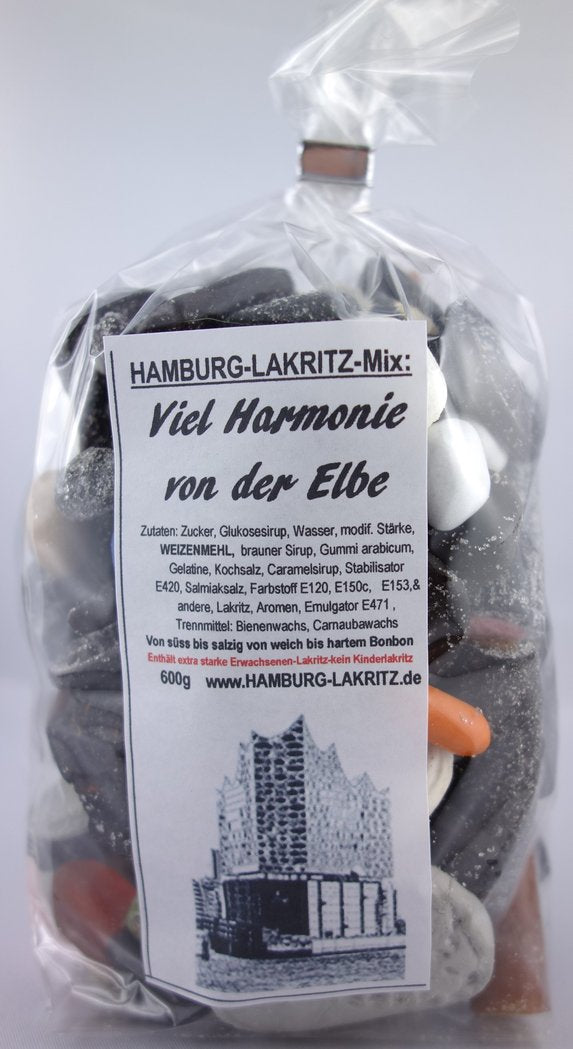 HAMBURG-LAKRITZ-Mix:
Viel Harmonie
von der Elbe
Zutaten: Zucker, Glukosesirup, Wasser, modif. Stärke,
WEIZENMEHL, brauner Sirup, Gummi arabicum,
Gelatine, Kochsalz, Caramelsirup, Stabilisator
E420, Salmiaksalz, Farbstoff E120, E150c, E153,&
andere, Lakritz, Aromen, Emulgator E471 ,
Trennmittel: Bienenwachs, Carnaubawachs
Von süss bis salzig von weich bis hartem Bonbon
Enthält extra starke Erwachsenen-Lakritz-kein Kinderlakritz
600g www.HAMBURG-LAKRITZ.de